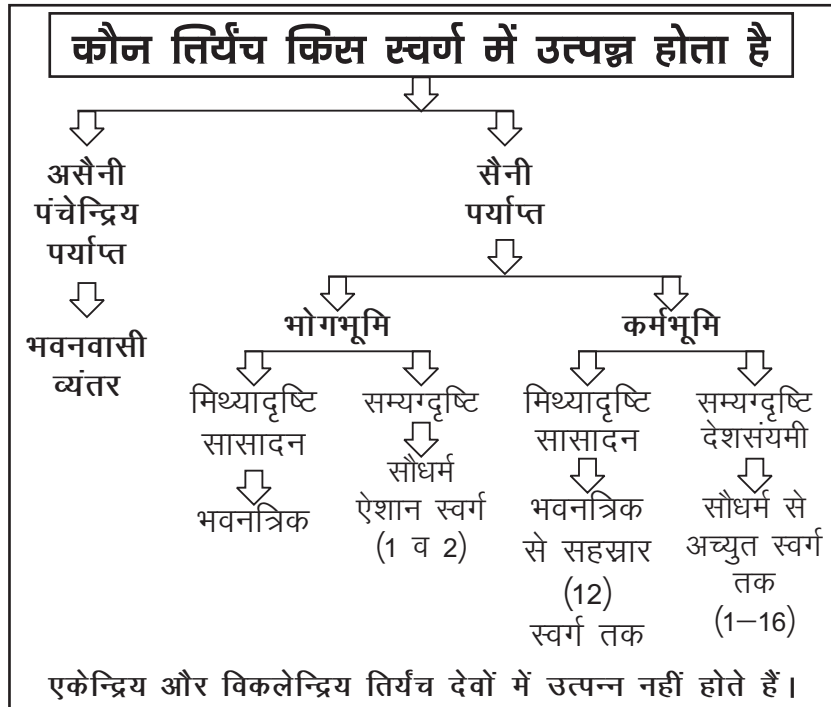 कौन तिर्यंच किस स्वर्ग में उत्पन्न होता है
असैनी
पंचेन्द्रिय
पर्याप्त
भवनवासी
व्यंतर
सैनी
पर्याप्त
भोगभूमि
मिथ्यादृष्टि
सासादन
भवनत्रिक
सम्यग्दृष्टि
सौधर्म
ऐशान स्वर्ग
(1 व 2)
कर्मभूमि
मिथ्यादृष्टि
सासादन
भवनत्रिक
से सहस्रार
(12)
स्वर्ग तक
सम्यग्दृष्टि
देशसंयमी
सौधर्म से
अच्युत स्वर्ग
तक
(1–16)
एकेन्द्रिय और विकलेन्द्रिय तिर्यंच देवों में उत्पन्न नहीं होते हैं।